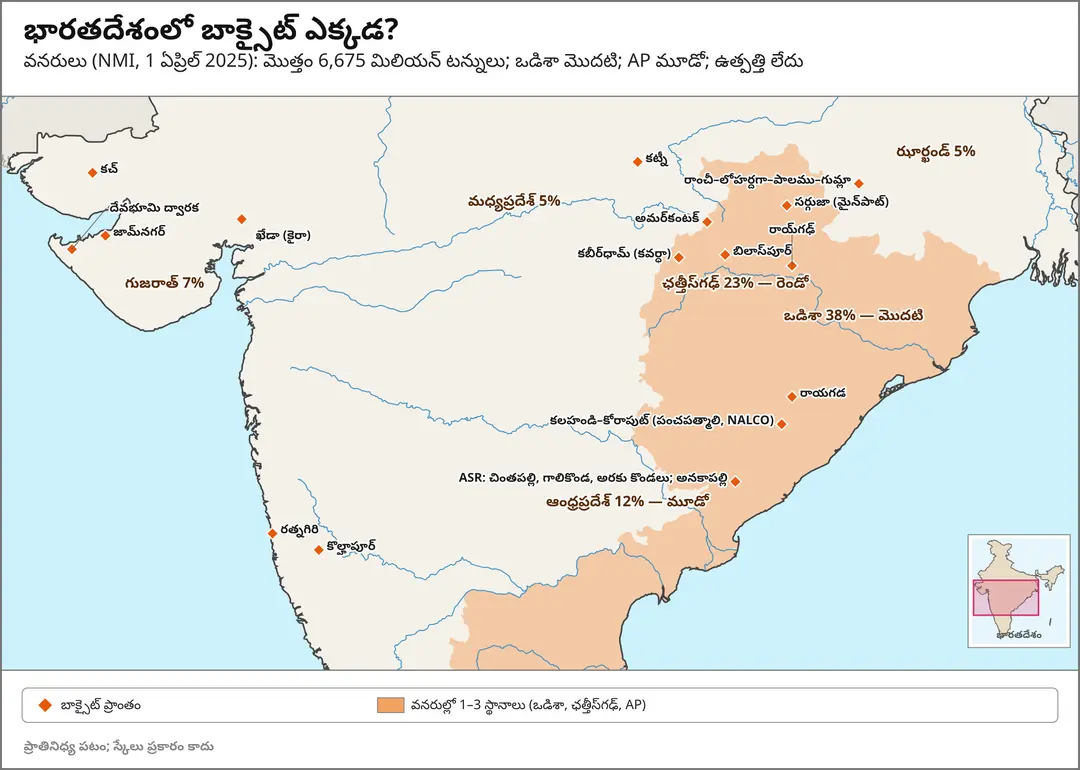 భారతదేశంలో బాక్సైట్ ఎక్కడ?
వనరులు (NMI, 1 ఏప్రిల్ 2025): మొత్తం 6,675 మిలియన్ టన్నులు; ఒడిశా మొదటి; AP మూడో; ఉత్పత్తి లేదు
ఝార్ఖండ్ 5%
కట్నీ
కచ్
రాంచీ–లోహర్దగా–పాలము–గుమ్లా
మధ్యప్రదేశ్ 5%
సర్గుజా (మైన్‌పాట్)
దేవభూమి ద్వారక
అమర్‌కంటక్
జామ్‌నగర్
ఖేడా (కైరా)
రాయ్‌గఢ్
కబీర్‌ధామ్ (కవర్ధా)
బిలాస్‌పూర్
గుజరాత్ 7%
ఛత్తీస్‌గఢ్ 23% — రెండో
ఒడిశా 38% — మొదటి
రాయగడ
కలహండి–కోరాపుట్ (పంచపత్మాలి, NALCO)
ASR: చింతపల్లి, గాలికొండ, అరకు కొండలు; అనకాపల్లి
ఆంధ్రప్రదేశ్ 12% — మూడో
రత్నగిరి
కొల్హాపూర్
భారతదేశం
బాక్సైట్ ప్రాంతం
వనరుల్లో 1–3 స్థానాలు (ఒడిశా, ఛత్తీస్‌గఢ్, AP)
ప్రాతినిధ్య పటం; స్కేలు ప్రకారం కాదు